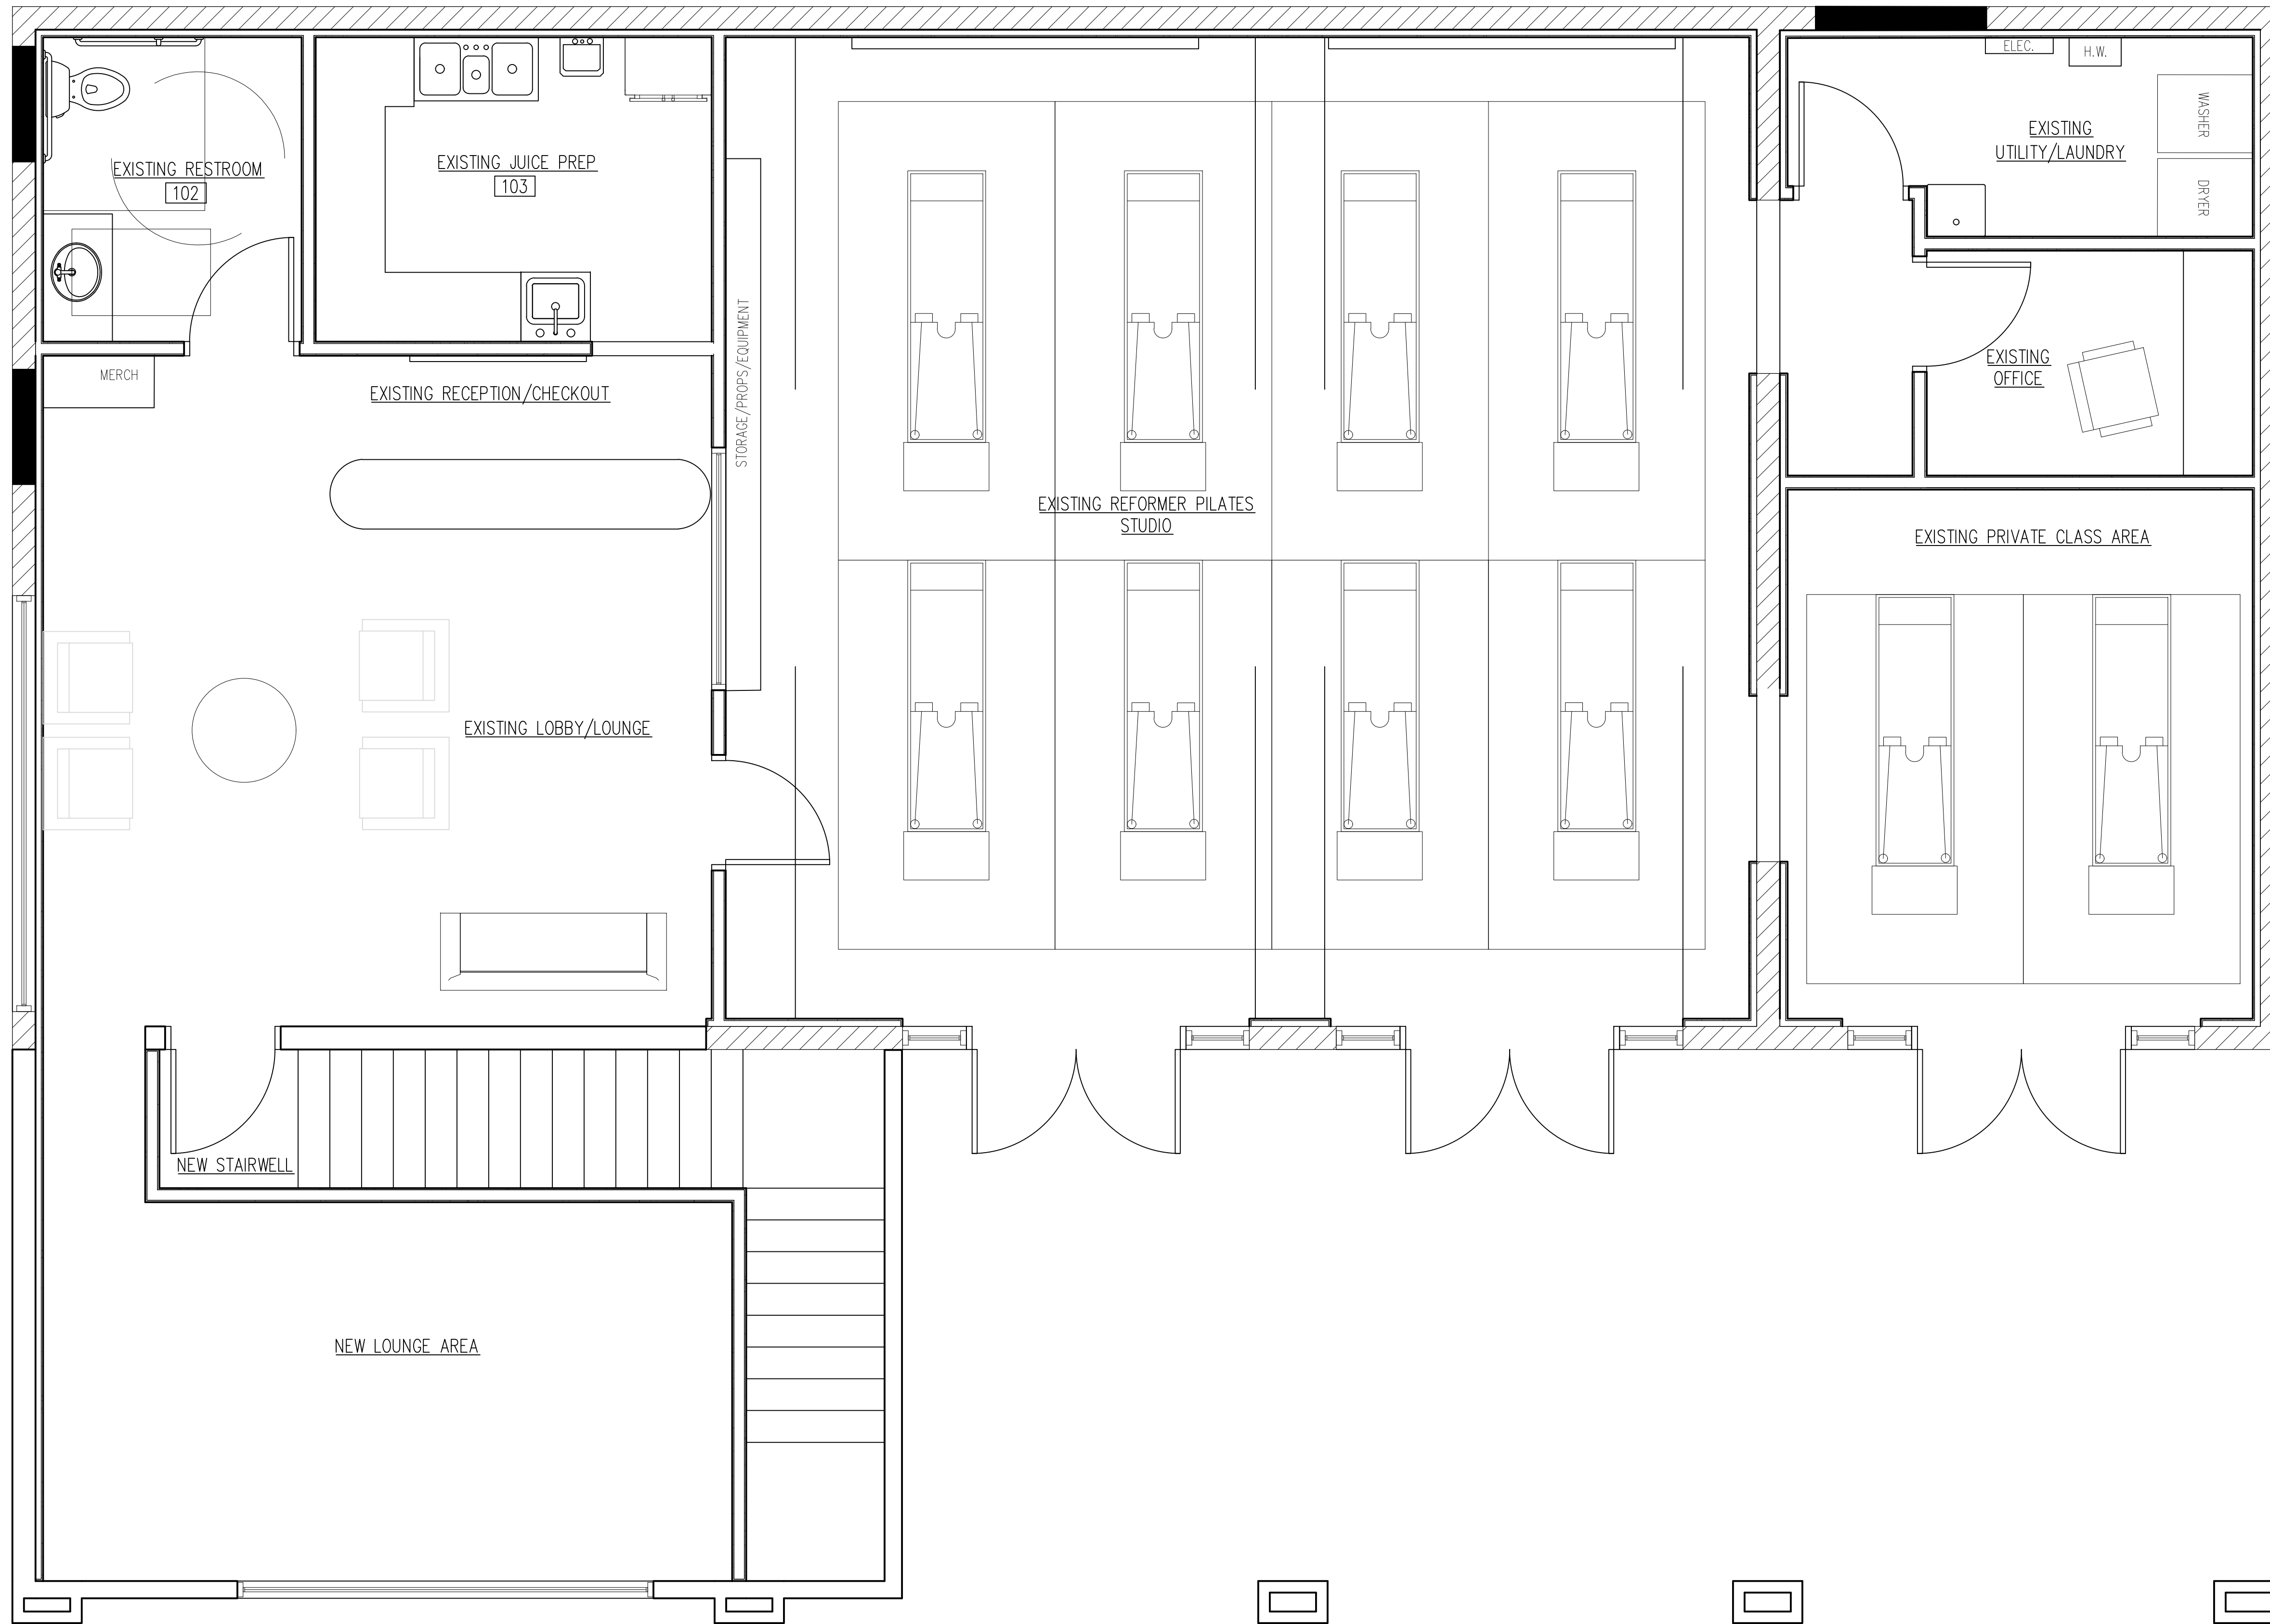 ELEC.
H.W.
WASHER
EXISTING
UTILITY/LAUNDRY
DRYER
EXISTING RESTROOM
102
EXISTING JUICE PREP
103
MERCH
EXISTING RECEPTION/CHECKOUT
STORAGE/PROPS/EQUIPMENT
EXISTING
OFFICE
EXISTING REFORMER PILATES
STUDIO
EXISTING PRIVATE CLASS AREA
EXISTING LOBBY/LOUNGE
NEW STAIRWELL
NEW LOUNGE AREA